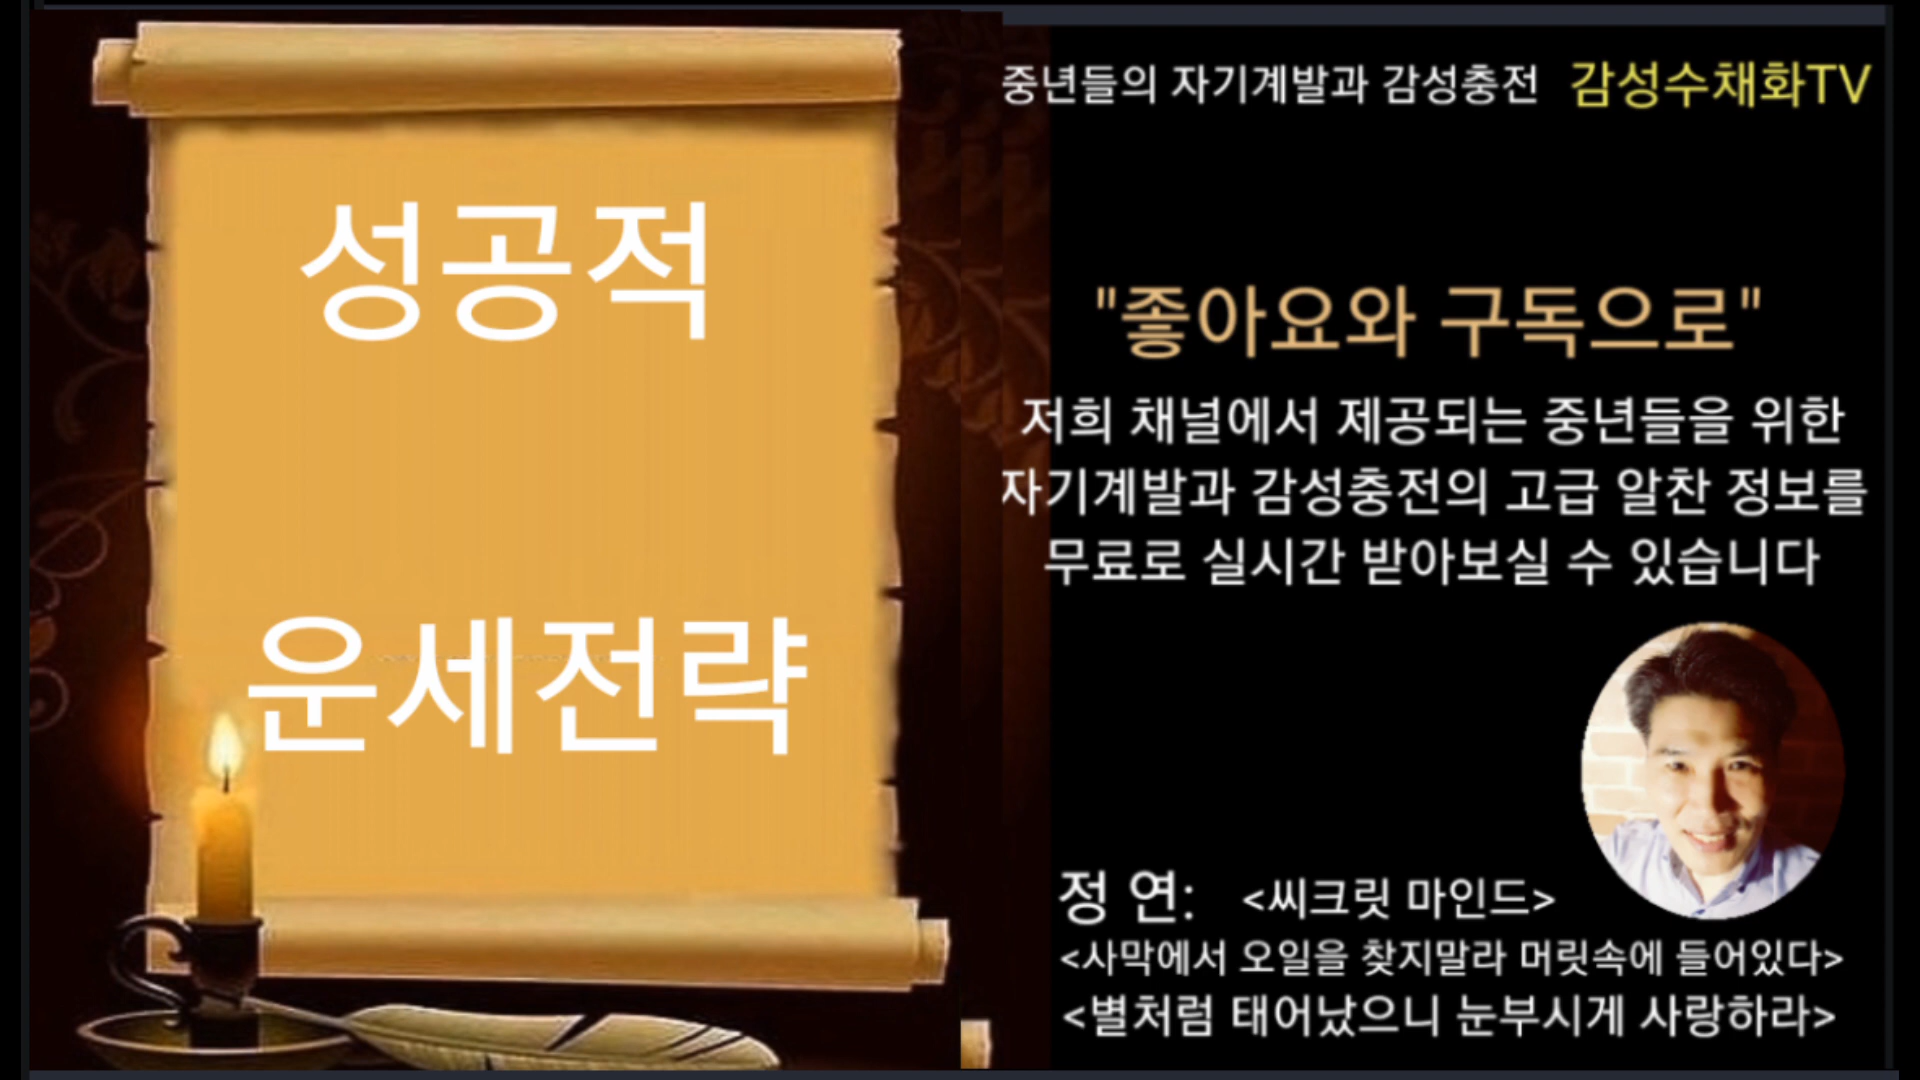 성공적
운세전략
중년들의 자기계발과 감성충전 감성수채화TV
"좋아요와 구독으로"
저희 채널에서 제공되는 중년들을 위한
자기계발과 감성충전의 고급 알찬 정보를
무료로 실시간 받아보실 수 있습니다
정 연: <씨크릿 마인드>
<사막에서 오일을 찾지말라 머릿속에 들어있다>
<별처럼 태어났으니 눈부시게 사랑하라>